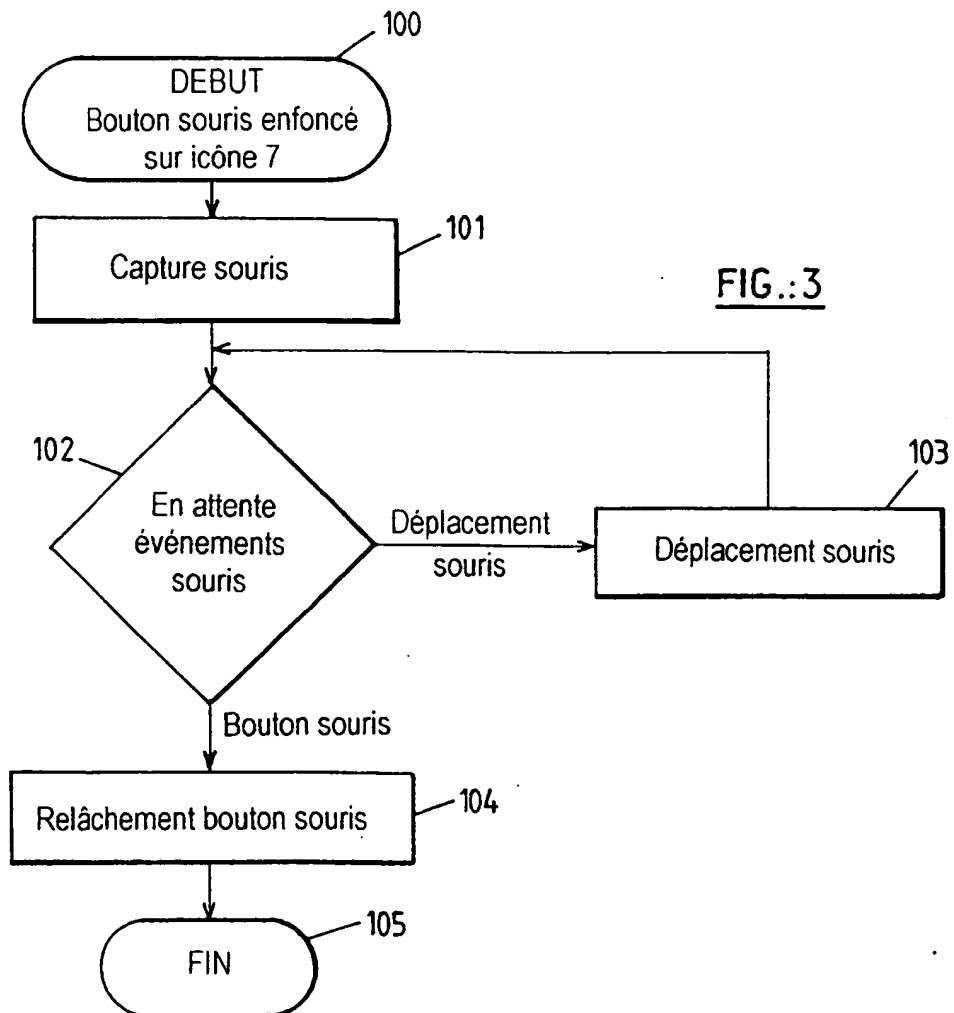 100
DEBUT
Bouton souris enfoncé
sur icône 7
101
Capture souris
FIG.:3
102
En attente
événements
souris
Déplacement
souris
103
Déplacement souris
Bouton souris
Relâchement bouton souris
104
FIN
105